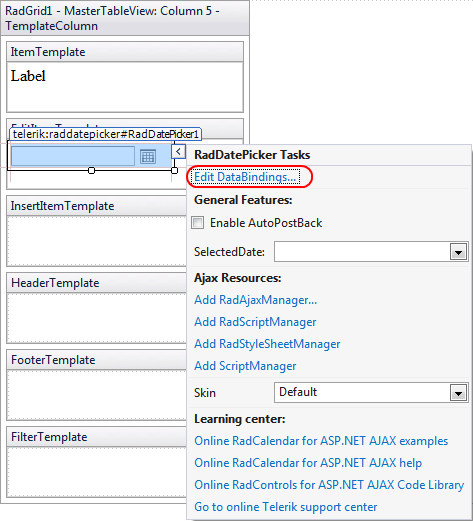 RadGrid1 - MasterTableView: Column 5 -
TemplateColumn
ItemTemplate
Label
EditItemTemplate
telerik:raddatepicker#RadDatePicker1
RadDatePicker Tasks
Edit DataBindings...
General Features:
Enable AutoPostBack
SelectedDate:
InsertItemTemplate
Ajax Resources:
HeaderTemplate
Add RadAjaxManager...
Add RadScriptManager
Add RadStyleSheetManager
FooterTemplate
Add ScriptManager
Skin
Default
Learning center:
FilterTemplate
Online RadCalendar for ASP.NET AJAX examples
Online RadCalendar for ASP.NET AJAX help
Online RadControls for ASP.NET AJAX Code Library
Go to online Telerik support center